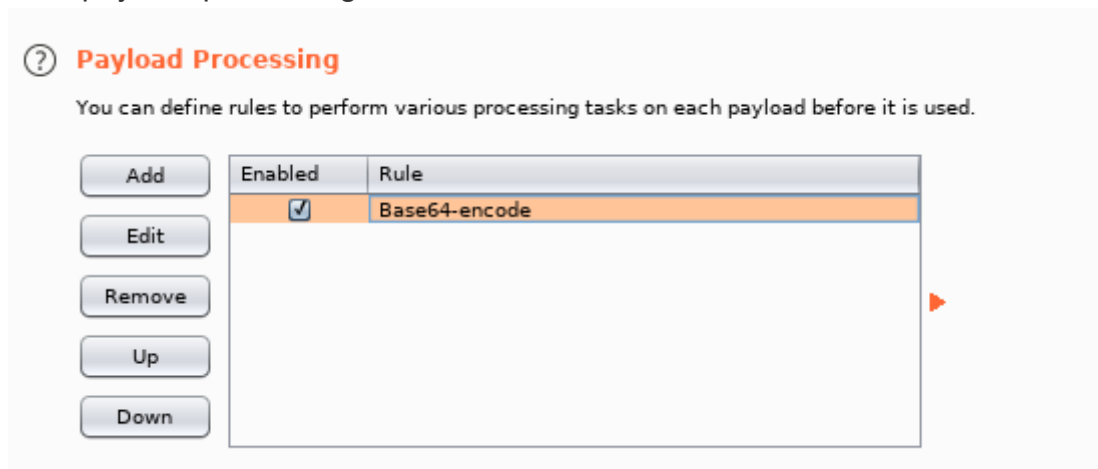 ? Payload Processing
You can define rules to perform various processing tasks on each payload before it is used.
Add
Enabled Rule
Base64-encode
Edit
Remove
Up
Down